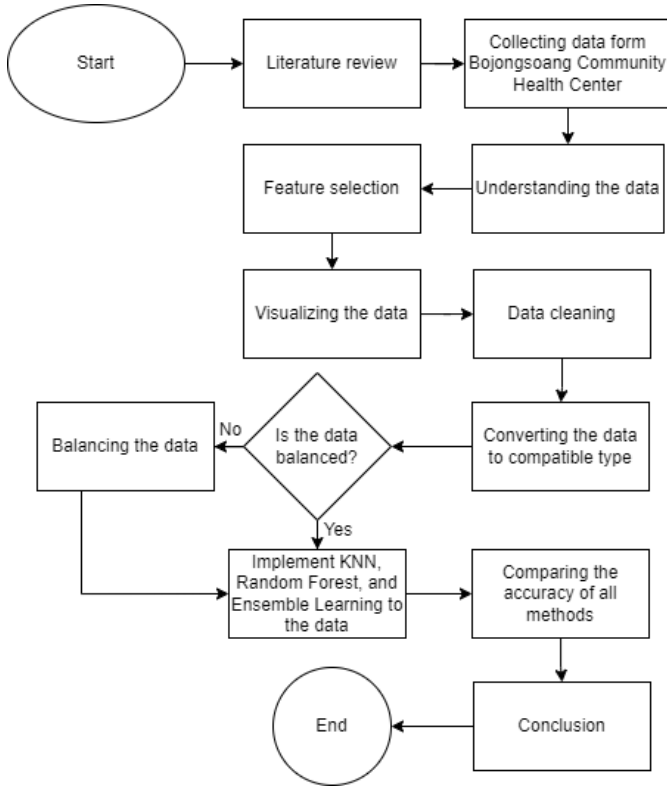 Start
Literature review
Collecting data form
Bojongsoang Community
Health Center
Understanding the data
Feature selection
Visualizing the data
Data cleaning
Converting the data
to compatible type
Is the data
balanced?
No
Balancing the data
Yes
Implement KNN,
Random Forest, and
Ensemble Learning to
the data
Comparing the
accuracy of all
methods
Conclusion
End